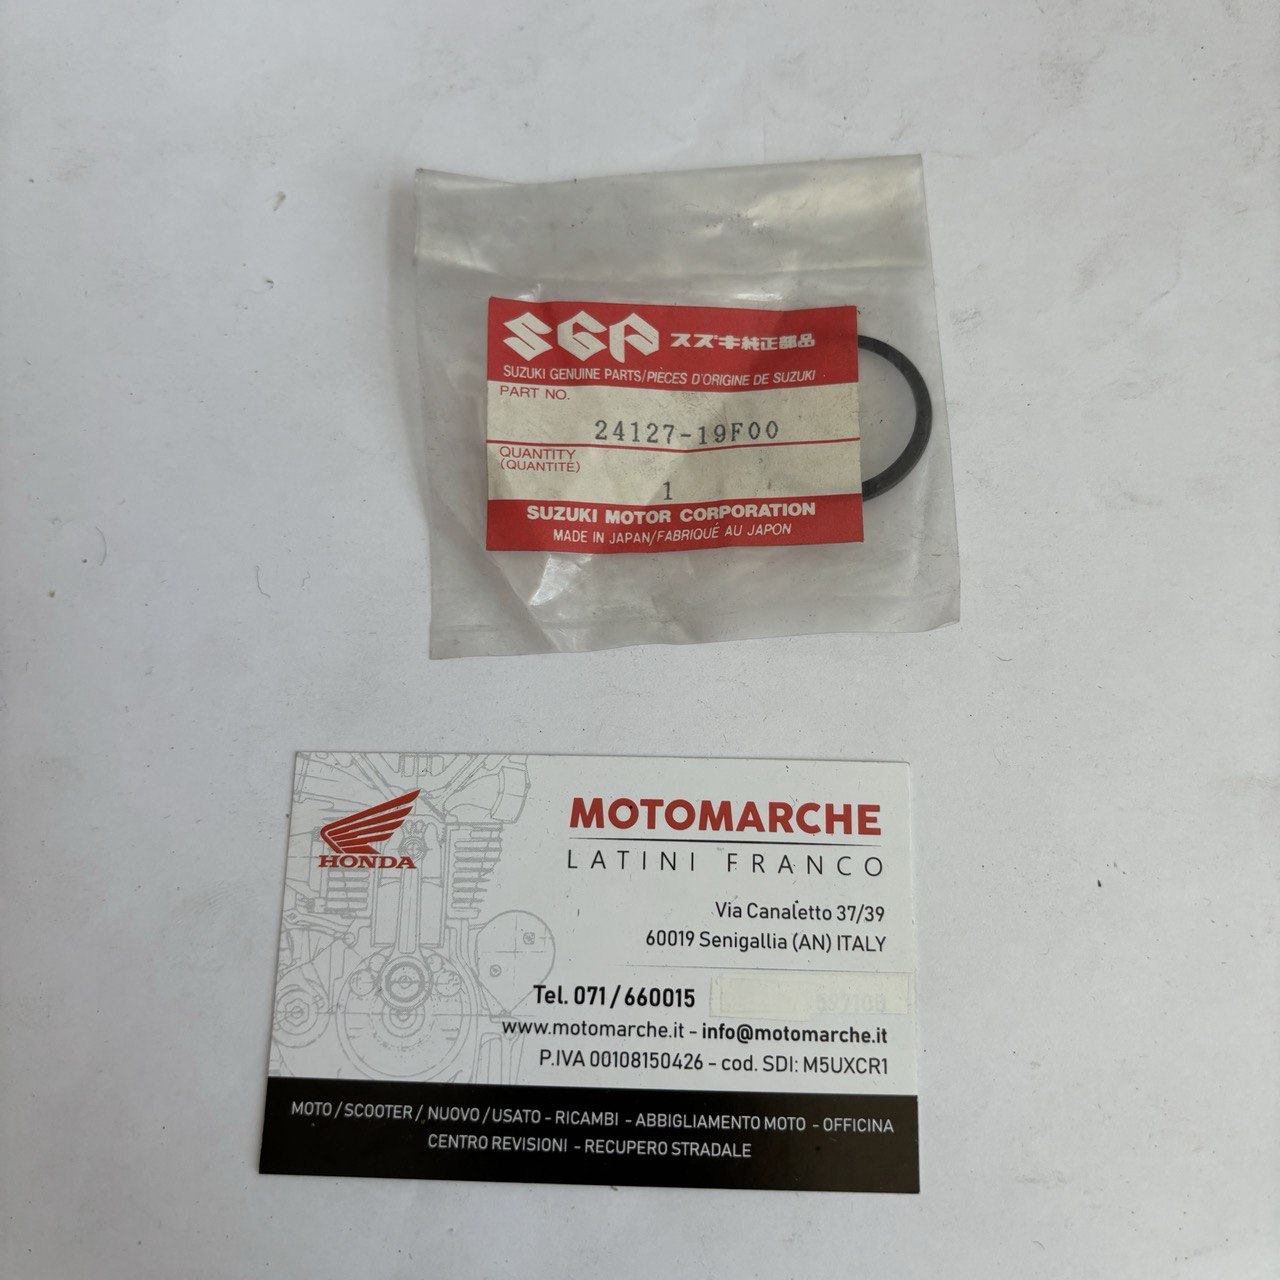 SGP スズキ純正部品
SUZUKI GENUINE PARTS/PIÈCES D'ORIGINE DE SUZUKI
PART NO.
24127-19F00
QUANTITY
(QUANTITÉ)
1
SUZUKI MOTOR CORPORATION
MADE IN JAPAN/FABRIQUÉ AU JAPON
HONDA
MOTOMARCHE
LATINI FRANCO
Via Canaletto 37/39
60019 Senigallia (AN) ITALY
Tel. 071/660015
www.motomarche.it - info@motomarche.it
P.IVA 00108150426 - cod. SDI: M5UXCR1
MOTO / SCOOTER / NUOVO / USATO - RICAMBI - ABBIGLIAMENTO MOTO - OFFICINA
CENTRO REVISIONI - RECUPERO STRADALE